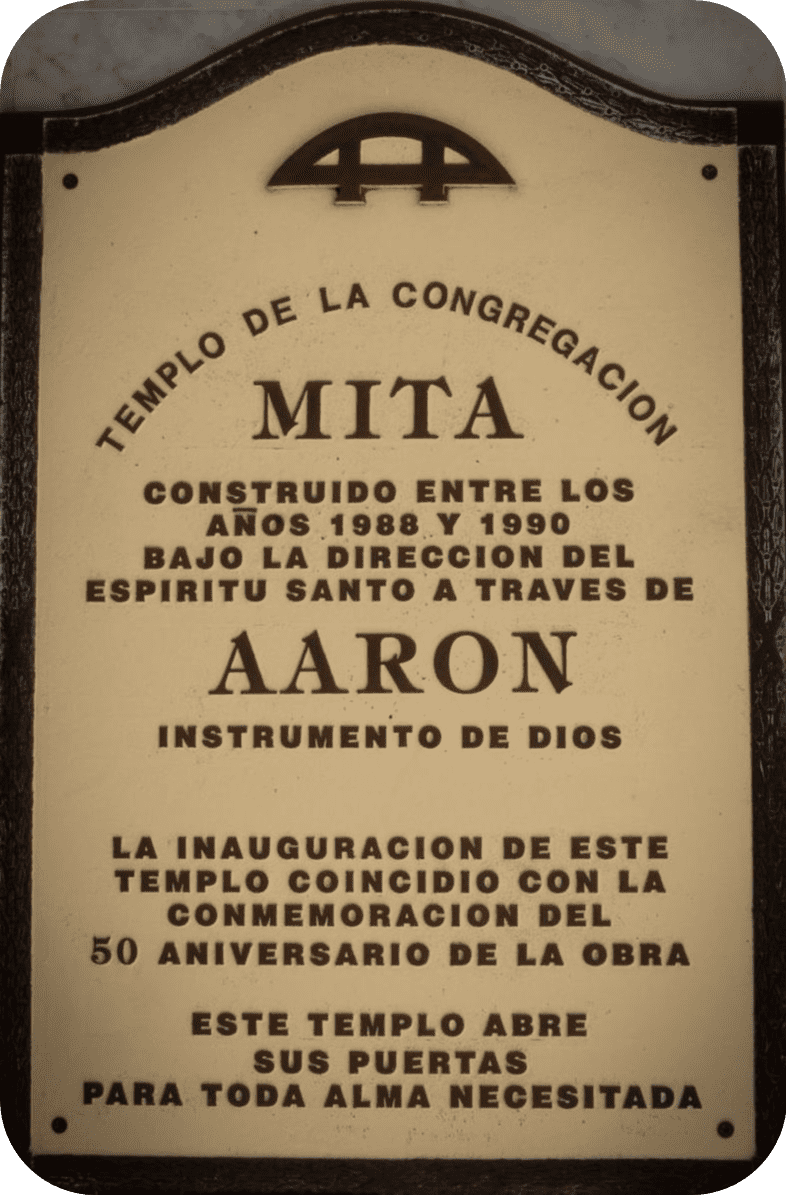 TEMPLO DE LA CONGREGACION
MITA
CONSTRUIDO ENTRE LOS
AÑOS 1988 Y 1990
BAJO LA DIRECCION DEL
ESPIRITU SANTO A TRAVES DE
AARON
INSTRUMENTO DE DIOS
LA INAUGURACION DE ESTE
TEMPLO COINCIDIO CON LA
CONMEMORACION DEL
50 ANIVERSARIO DE LA OBRA
ESTE TEMPLO ABRE
SUS PUERTAS
PARA TODA ALMA NECESITADA